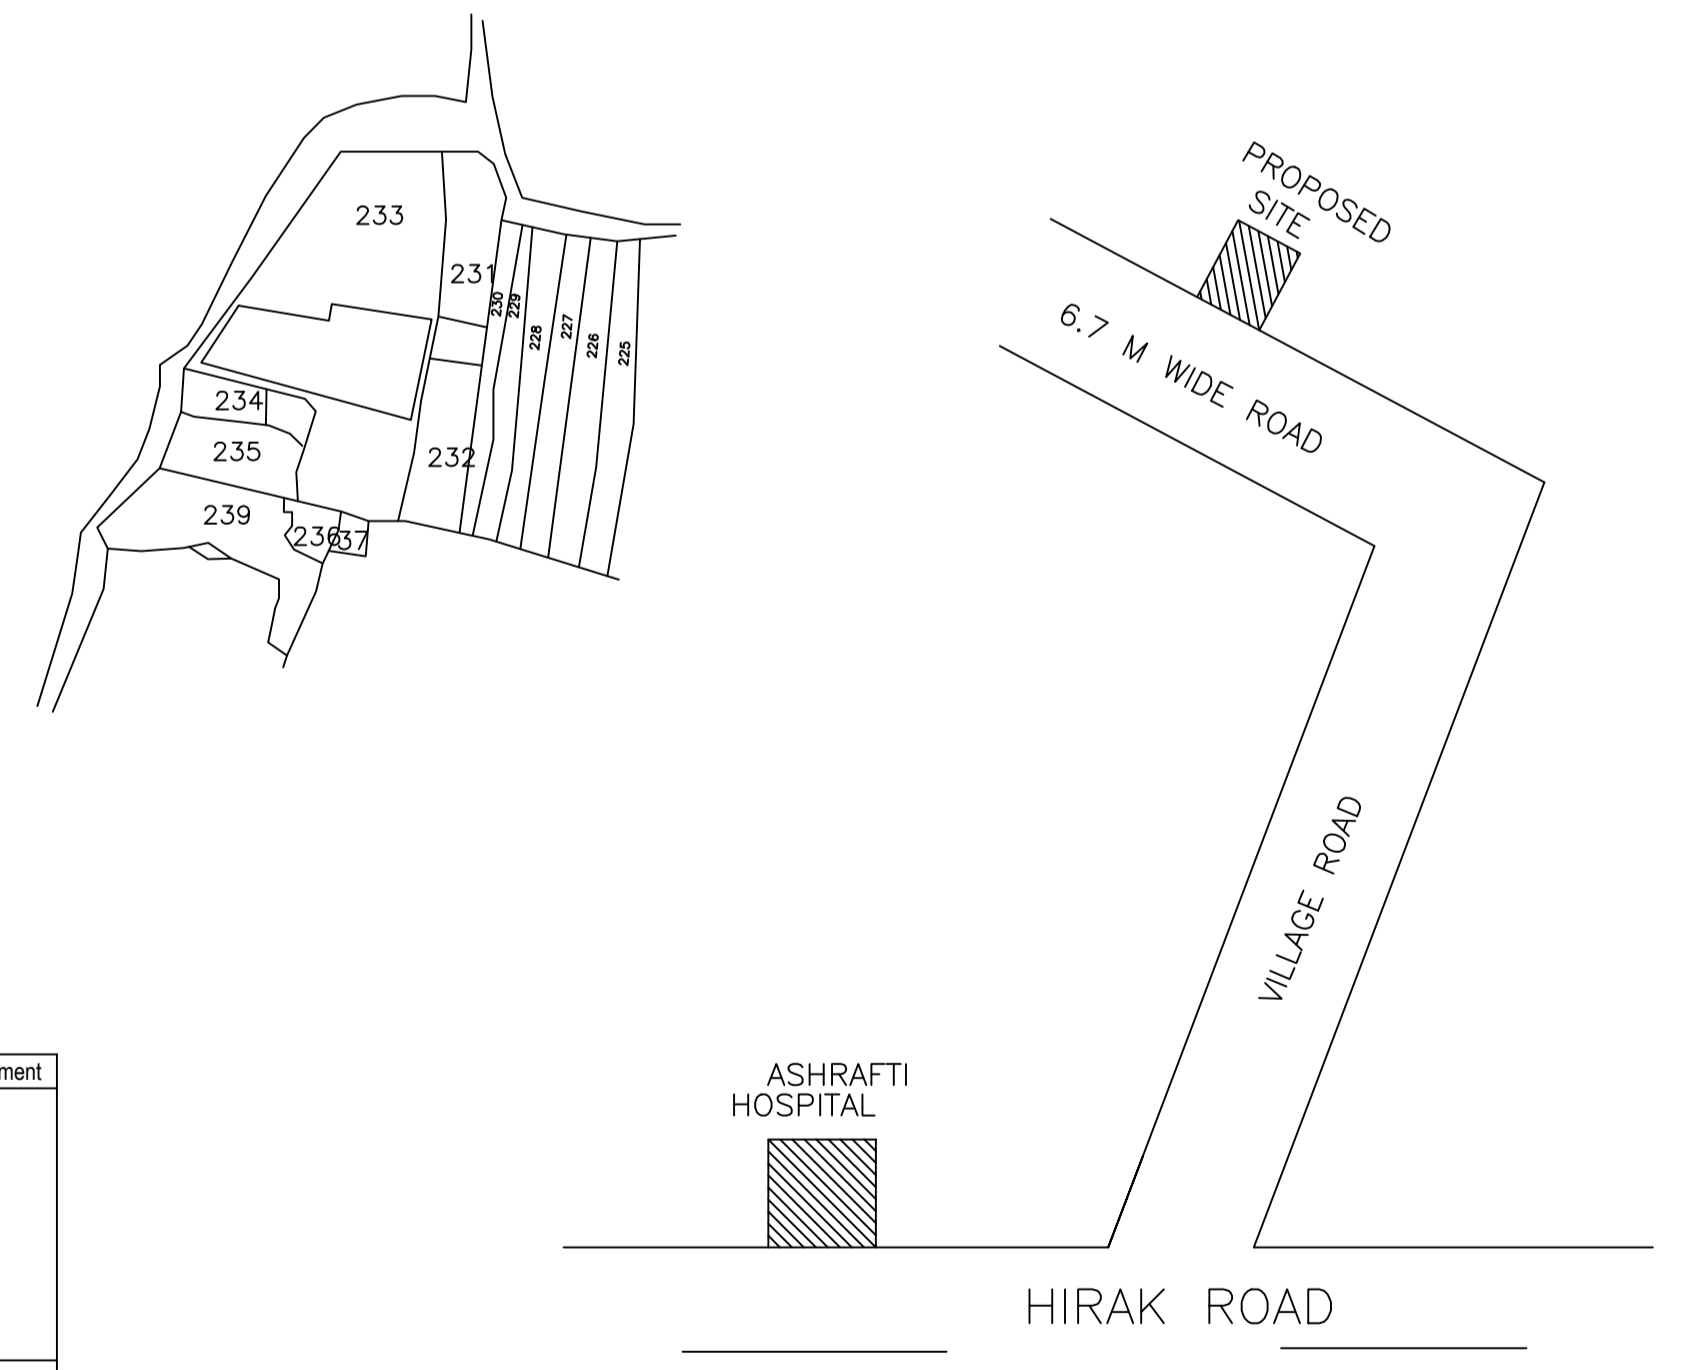 233
231
230
229
228
227
226
225
234
235
232
239
236
37
PROPOSED
SITE
6.7 M WIDE ROAD
VILLAGE ROAD
ment
ASHRAFTI
HOSPITAL
HIRAK ROAD